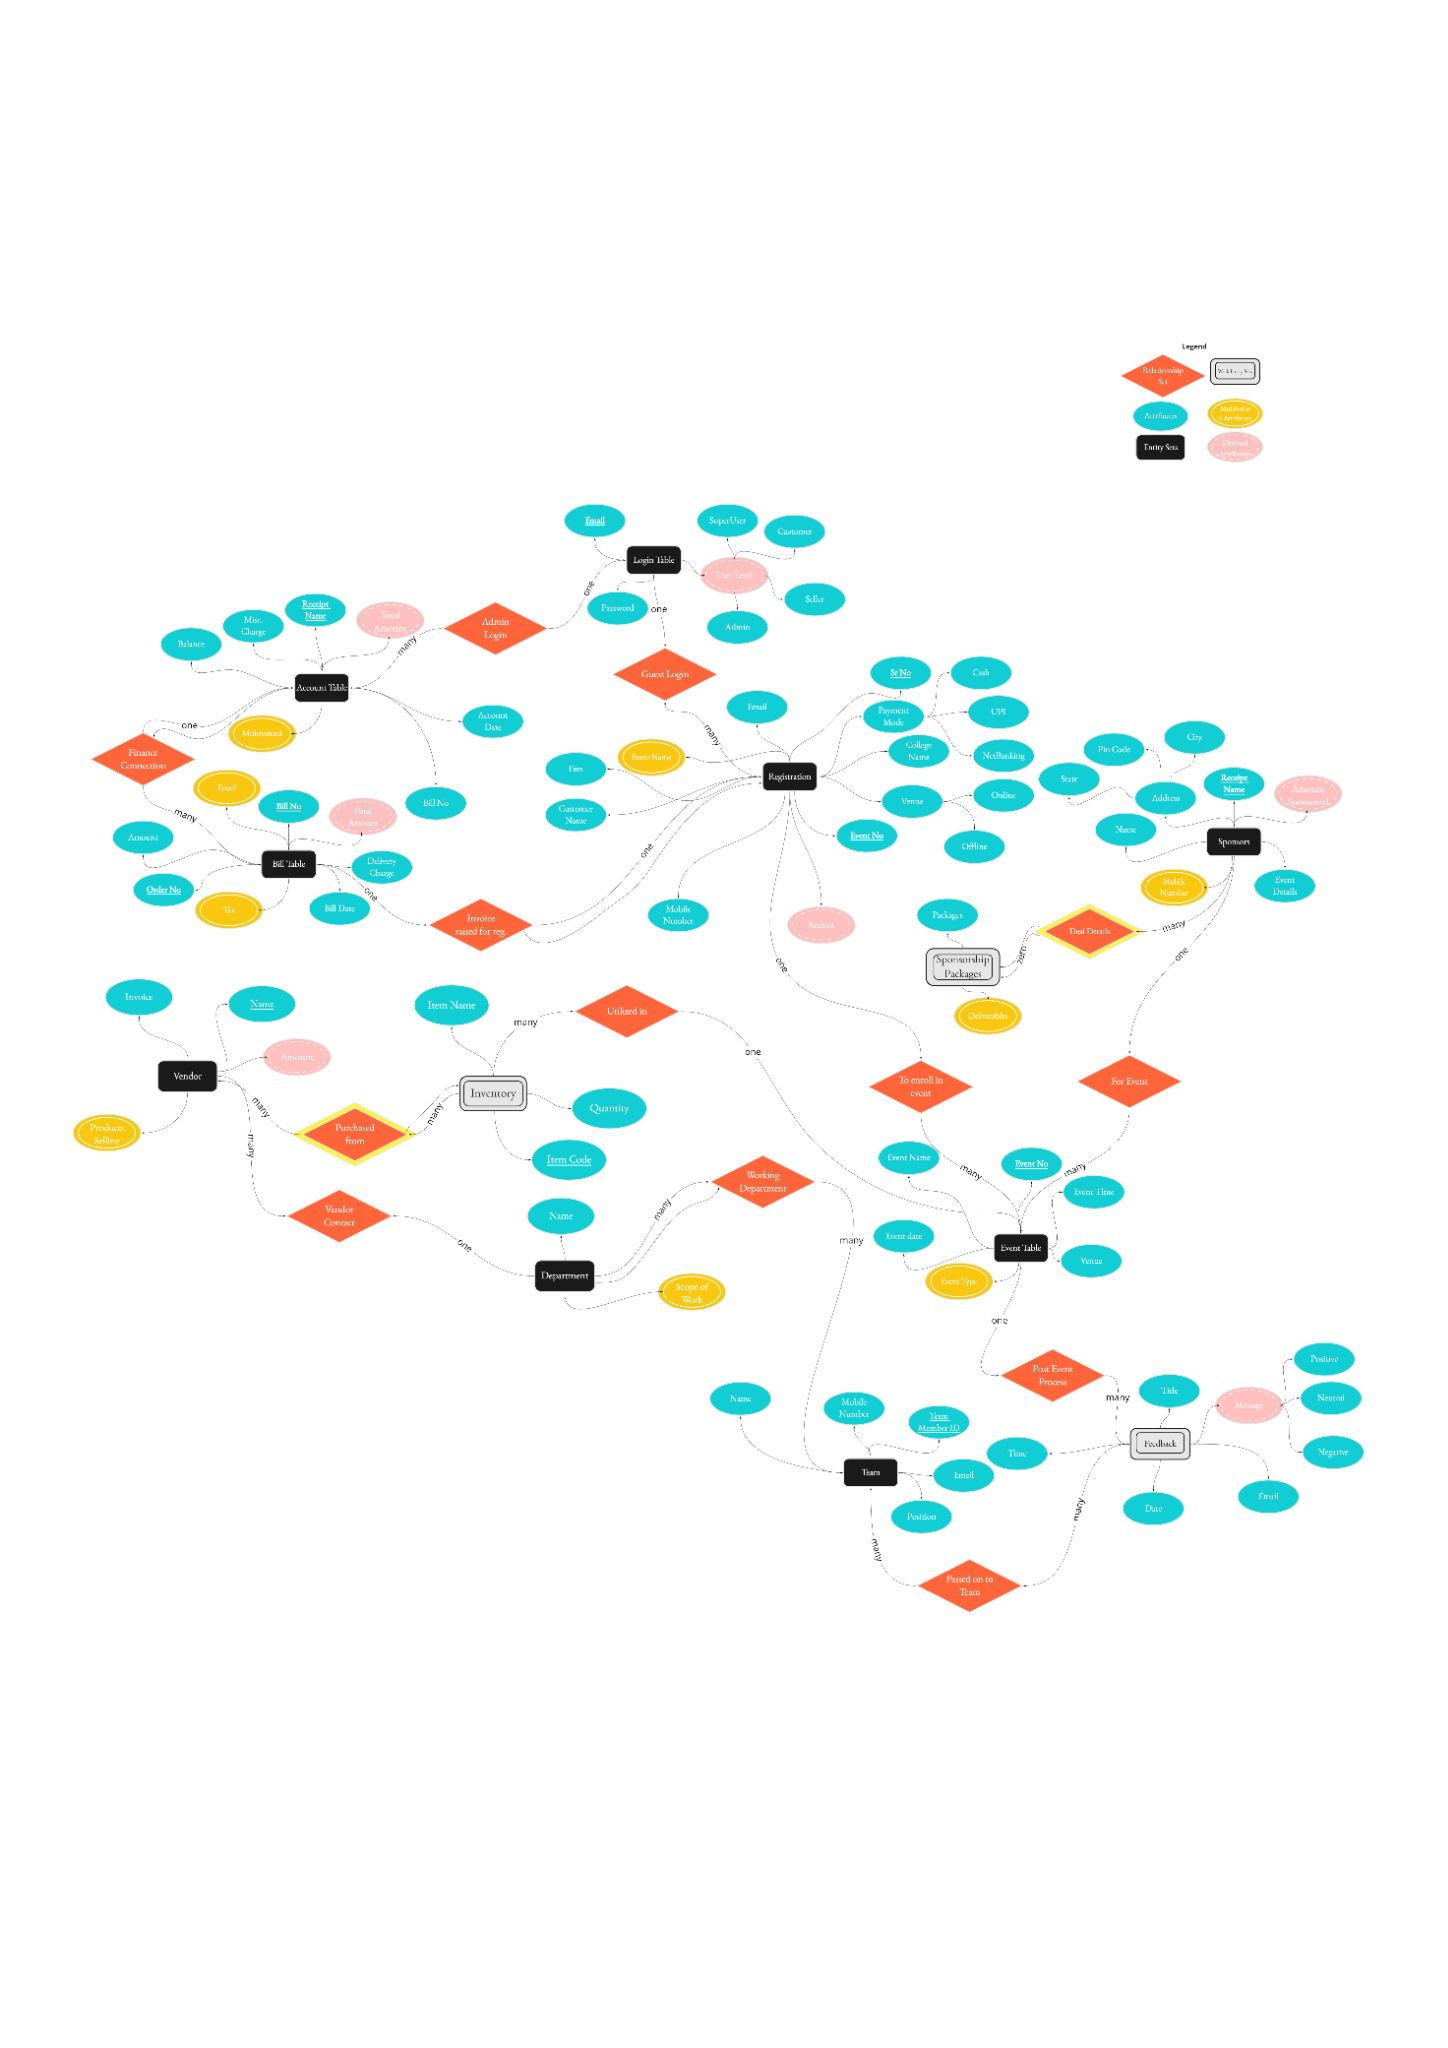 Legend
Relationship
Set
Attributes
Multivalue
d Attributes
Entity Sets
Derived
Attributes
Email
SuperUser
Customer
Login Table
User Level
Seller
Password
one
one
Admin
Receipt
Name
Misc.
Charge
Total
Amount
Admin
Login
Balance
many
Account Table
Guest Login
Sr No
Cash
Account
Date
Email
Payment
Mode
UPI
one
Multivalued
many
College
Name
NetBanking
City
Pin Code
Finance
Connection
Event Name
Fees
Registration
State
Receipt
Name
Amount
Sponsored
Email
Bill No
Bill No
Final
Amount
many
Customer
Name
Venue
Online
Address
Amount
Event No
Offline
Name
Sponsors
Bill Table
Delivery
Charge
one
Order No
Tax
Bill Date
one
Mobile
Number
Event
Details
Invoice
raised for reg.
Mobile
Number
Reciept
Packages
Deal Details
many
zero
one
Sponsorship
Packages
one
Invoice
Name
Item Name
many
Utilized in
Deliverables
Amount
one
Vendor
Inventory
To enroll in
event
For Event
many
many
Quantity
Products
Selling
Purchased
from
many
Item Code
Event Name
Event No
many
many
Working
Department
Event Time
Vendor
Contact
Name
many
many
Event date
one
Event Table
Venue
Department
Event Type
Scope of
Work
one
Post Event
Process
Positive
Name
Mobile
Number
Team
Member ID
many
Title
Message
Neutral
Time
Feedback
Negative
Team
Email
Position
Date
Email
many
many
Passed on to
Team